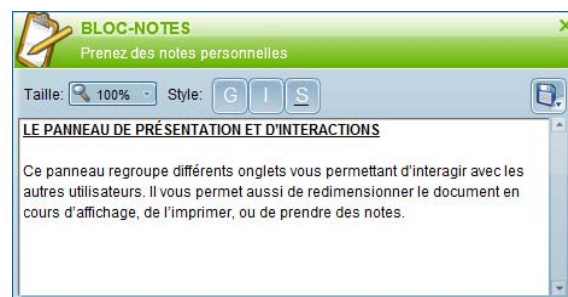 BLOC-NOTES
Prenez des notes personnelles
Taille: 100% Style: G I S
LE PANNEAU DE PRÉSENTATION ET D'INTERACTIONS
Ce panneau regroupe différents onglets vous permettant d'interagir avec les
autres utilisateurs. Il vous permet aussi de redimensionner le document en
cours d'affichage, de l'imprimer, ou de prendre des notes.